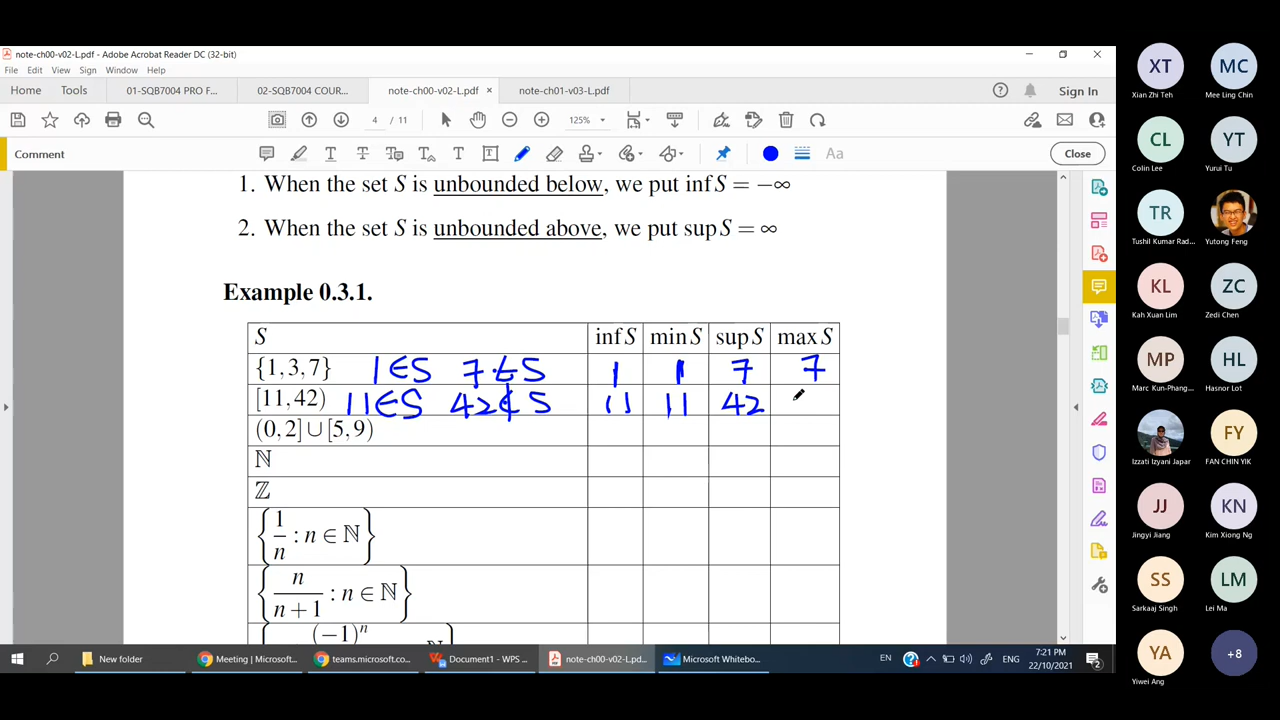 note-ch00-v02-L.pdf - Adobe Acrobat Reader DC (32-bit)
File Edit View Sign Window Help
Home Tools 01-SQB7004 PRO F... 02-SQB7004 COUR... note-ch00-v02-L.pdf × note-ch01-v03-L.pdf Sign In
4 / 11 125%
Comment Aa Close
1. When the set S is unbounded below, we put inf S = −∞
2. When the set S is unbounded above, we put sup S = ∞
Example 0.3.1.
S inf S min S sup S max S
{1, 3, 7} 1 ∈ S 7 ∈ S 1 1 7 7
[11, 42) 11 ∈ S 42 ∉ S 11 11 42
(0, 2] ∪ [5, 9)
ℕ
ℤ
{1/n : n ∈ ℕ}
{n/(n+1) : n ∈ ℕ}
(−1)ⁿ
XT MC
Xian Zhi Teh Mee Ling Chin
CL YT
Colin Lee Yurui Tu
TR
Tushil Kumar Rad... Yutong Feng
KL ZC
Kah Xuan Lim Zedi Chen
MP HL
Marc Kun-Phang... Hasnor Lot
FY
Izzati Izyani Japar FAN CHIN YIK
JJ KN
Jingyi Jiang Kim Xiong Ng
SS LM
Sarkaaj Singh Lei Ma
YA +8
Yiwei Ang
New folder Meeting | Microsoft... teams.microsoft.co... Document1 - WPS ... note-ch00-v02-L.pd... Microsoft Whitebo... EN ENG 7:21 PM
22/10/2021 2